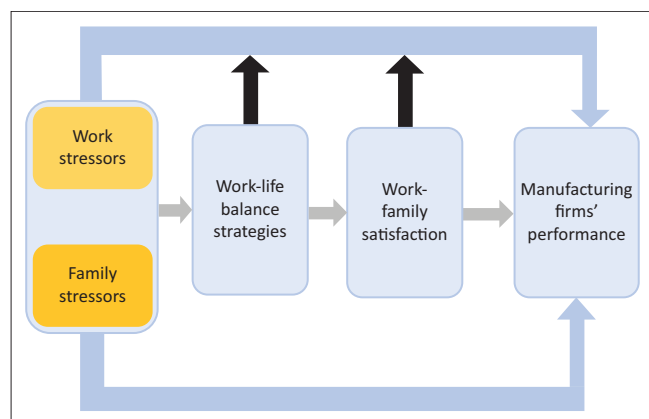 Work
stressors
Family
stressors
Work-life
balance
strategies
Work-
family
satisfaction
Manufacturing
firms'
performance